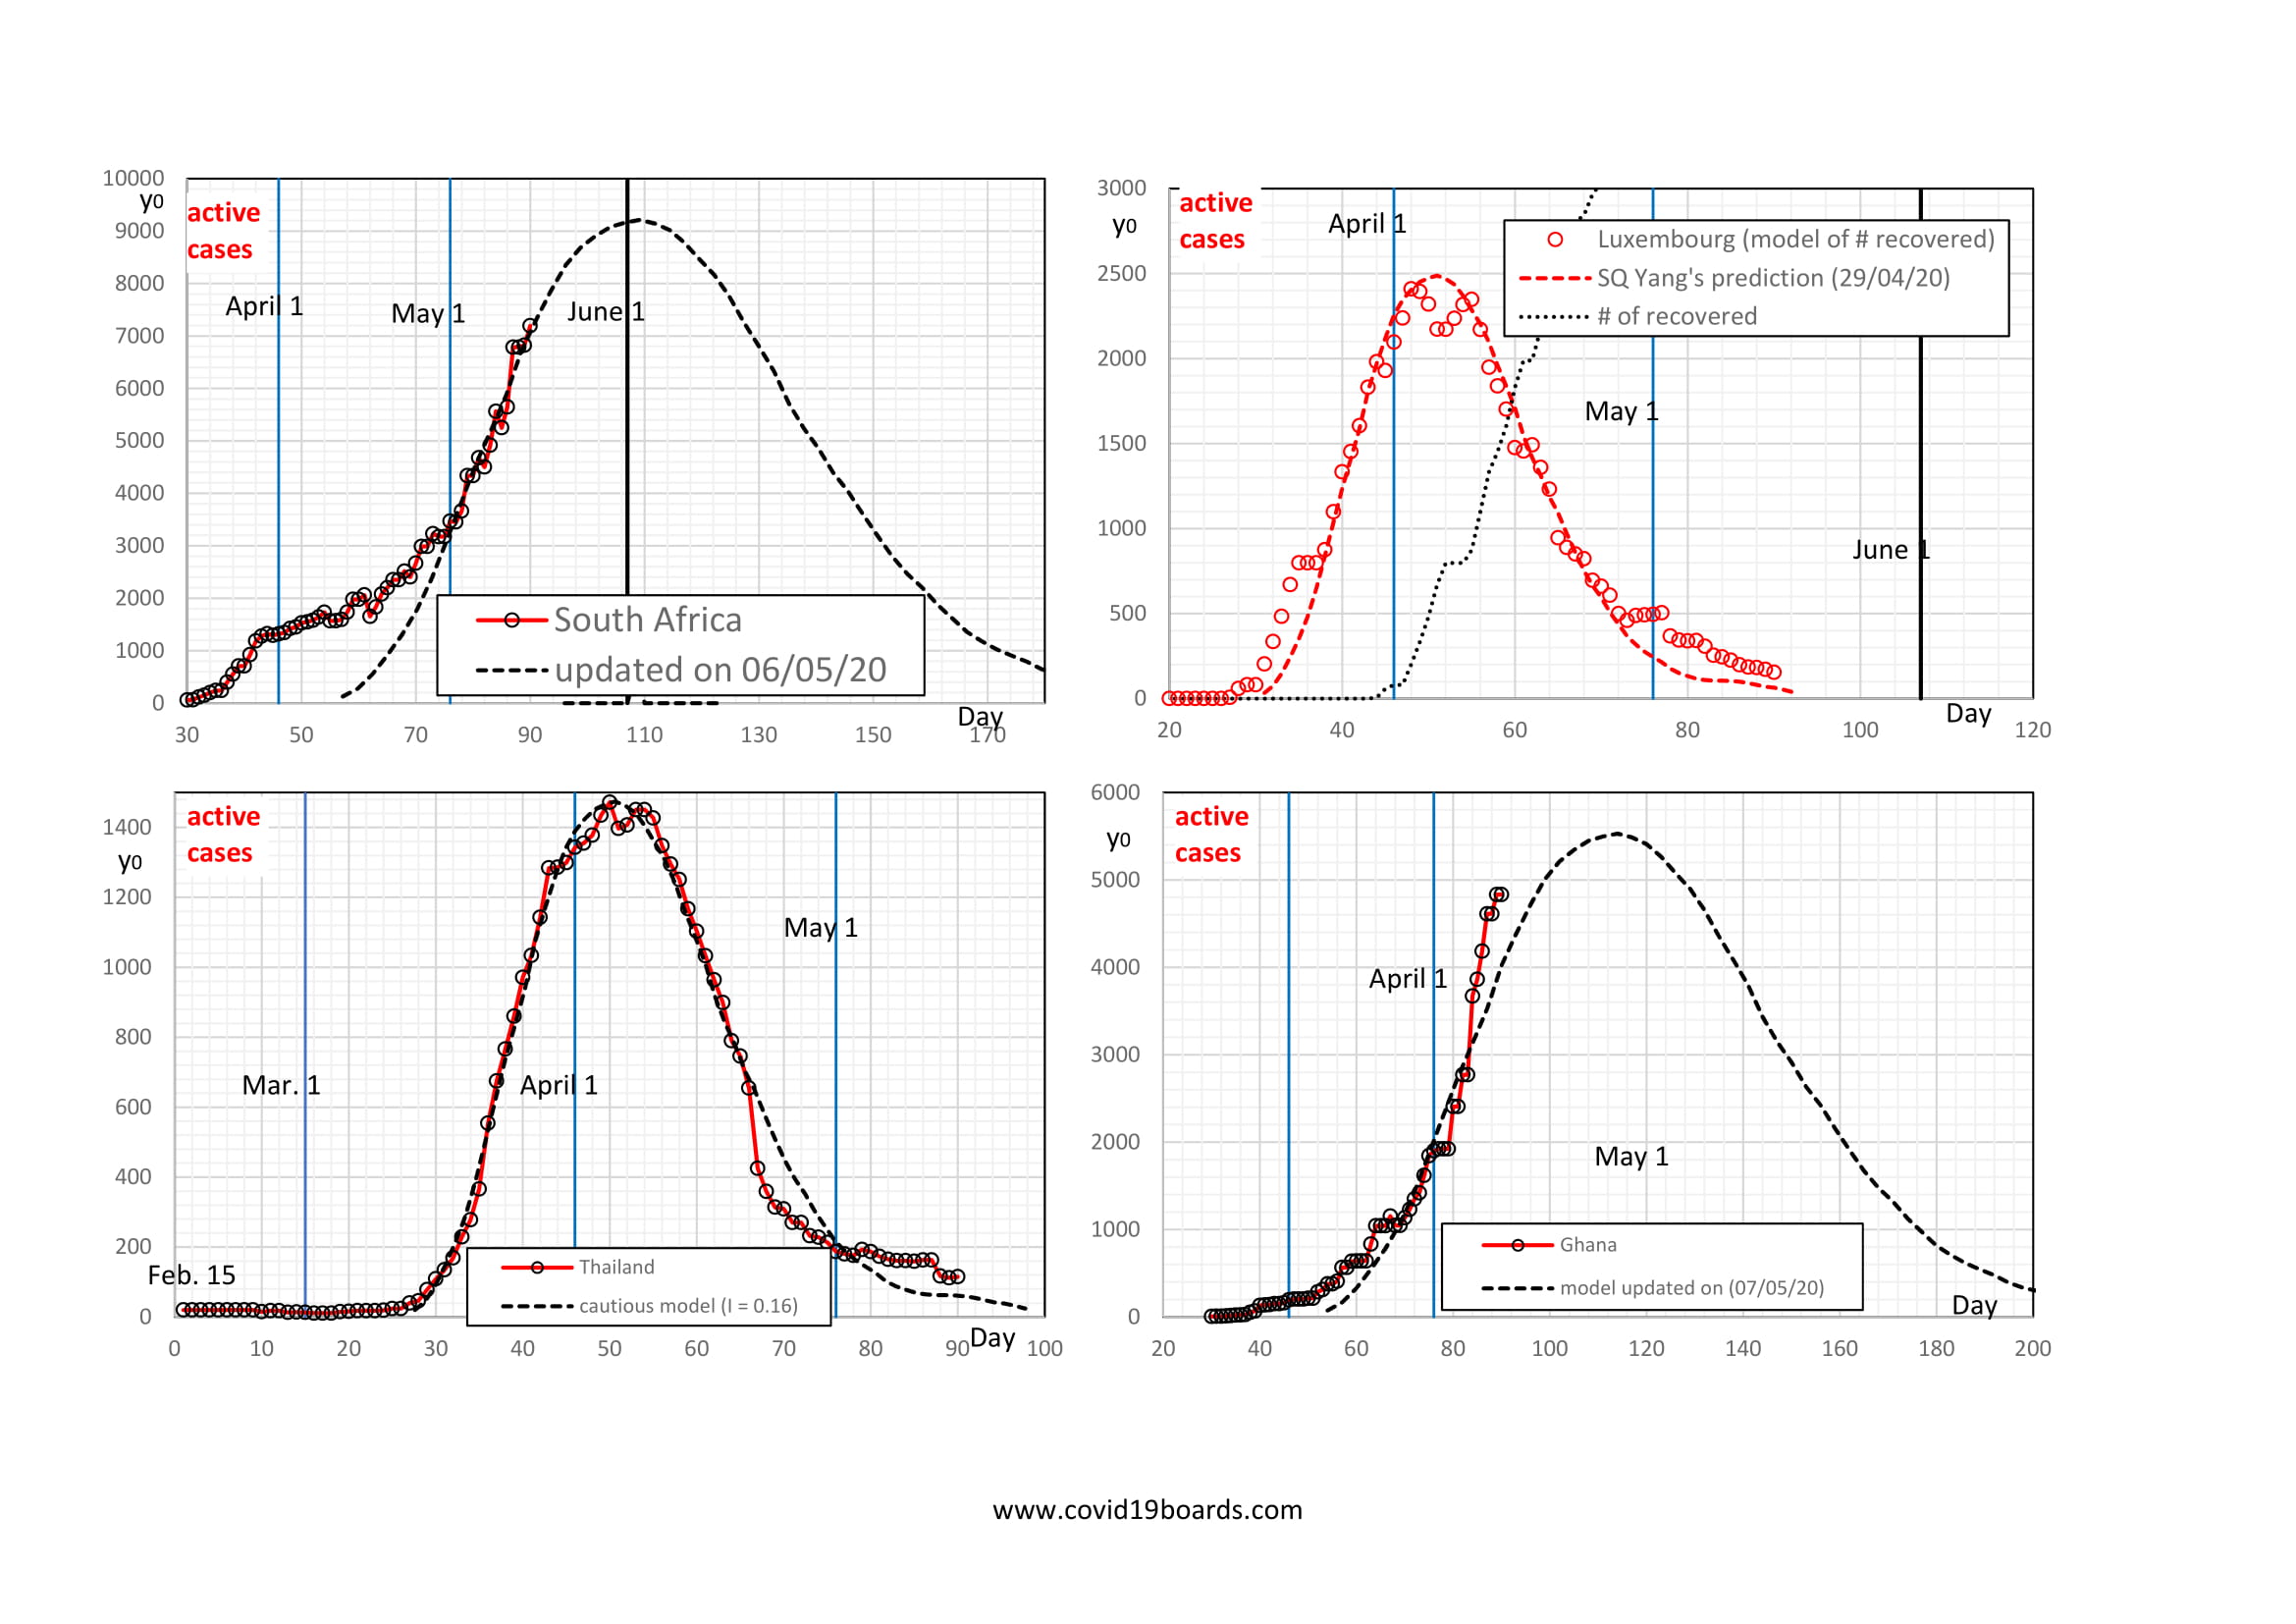 10000
y0
active
cases
9000
8000
April 1
May 1
June 1
7000
6000
5000
4000
3000
2000
South Africa
1000
updated on 06/05/20
0
Day
30 50 70 90 110 130 150 170
3000
active
cases
y0
April 1
Luxembourg (model of # recovered)
2500
SQ Yang's prediction (29/04/20)
# of recovered
2000
May 1
1500
1000
June 1
500
0
Day
20 40 60 80 100 120
active
cases
1400
y0
1200
May 1
1000
800
Mar. 1
April 1
600
400
200
Feb. 15
Thailand
cautious model (I = 0.16)
0
Day
0 10 20 30 40 50 60 70 80 90 100
6000
active
cases
y0
5000
April 1
4000
3000
2000
May 1
1000
Ghana
model updated on (07/05/20)
Day
0
20 40 60 80 100 120 140 160 180 200
www.covid19boards.com